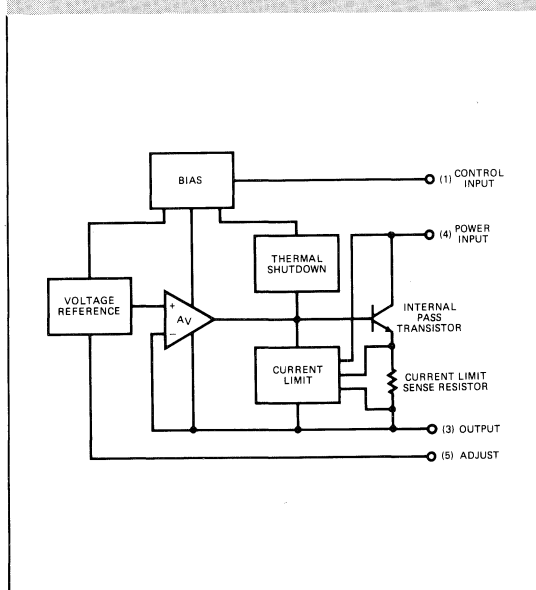 BIAS
(1) CONTROL
INPUT
(4) POWER
INPUT
THERMAL
SHUTDOWN
VOLTAGE
REFERENCE
+
AV
−
INTERNAL
PASS
TRANSISTOR
CURRENT
LIMIT
CURRENT LIMIT
SENSE RESISTOR
(3) OUTPUT
(5) ADJUST